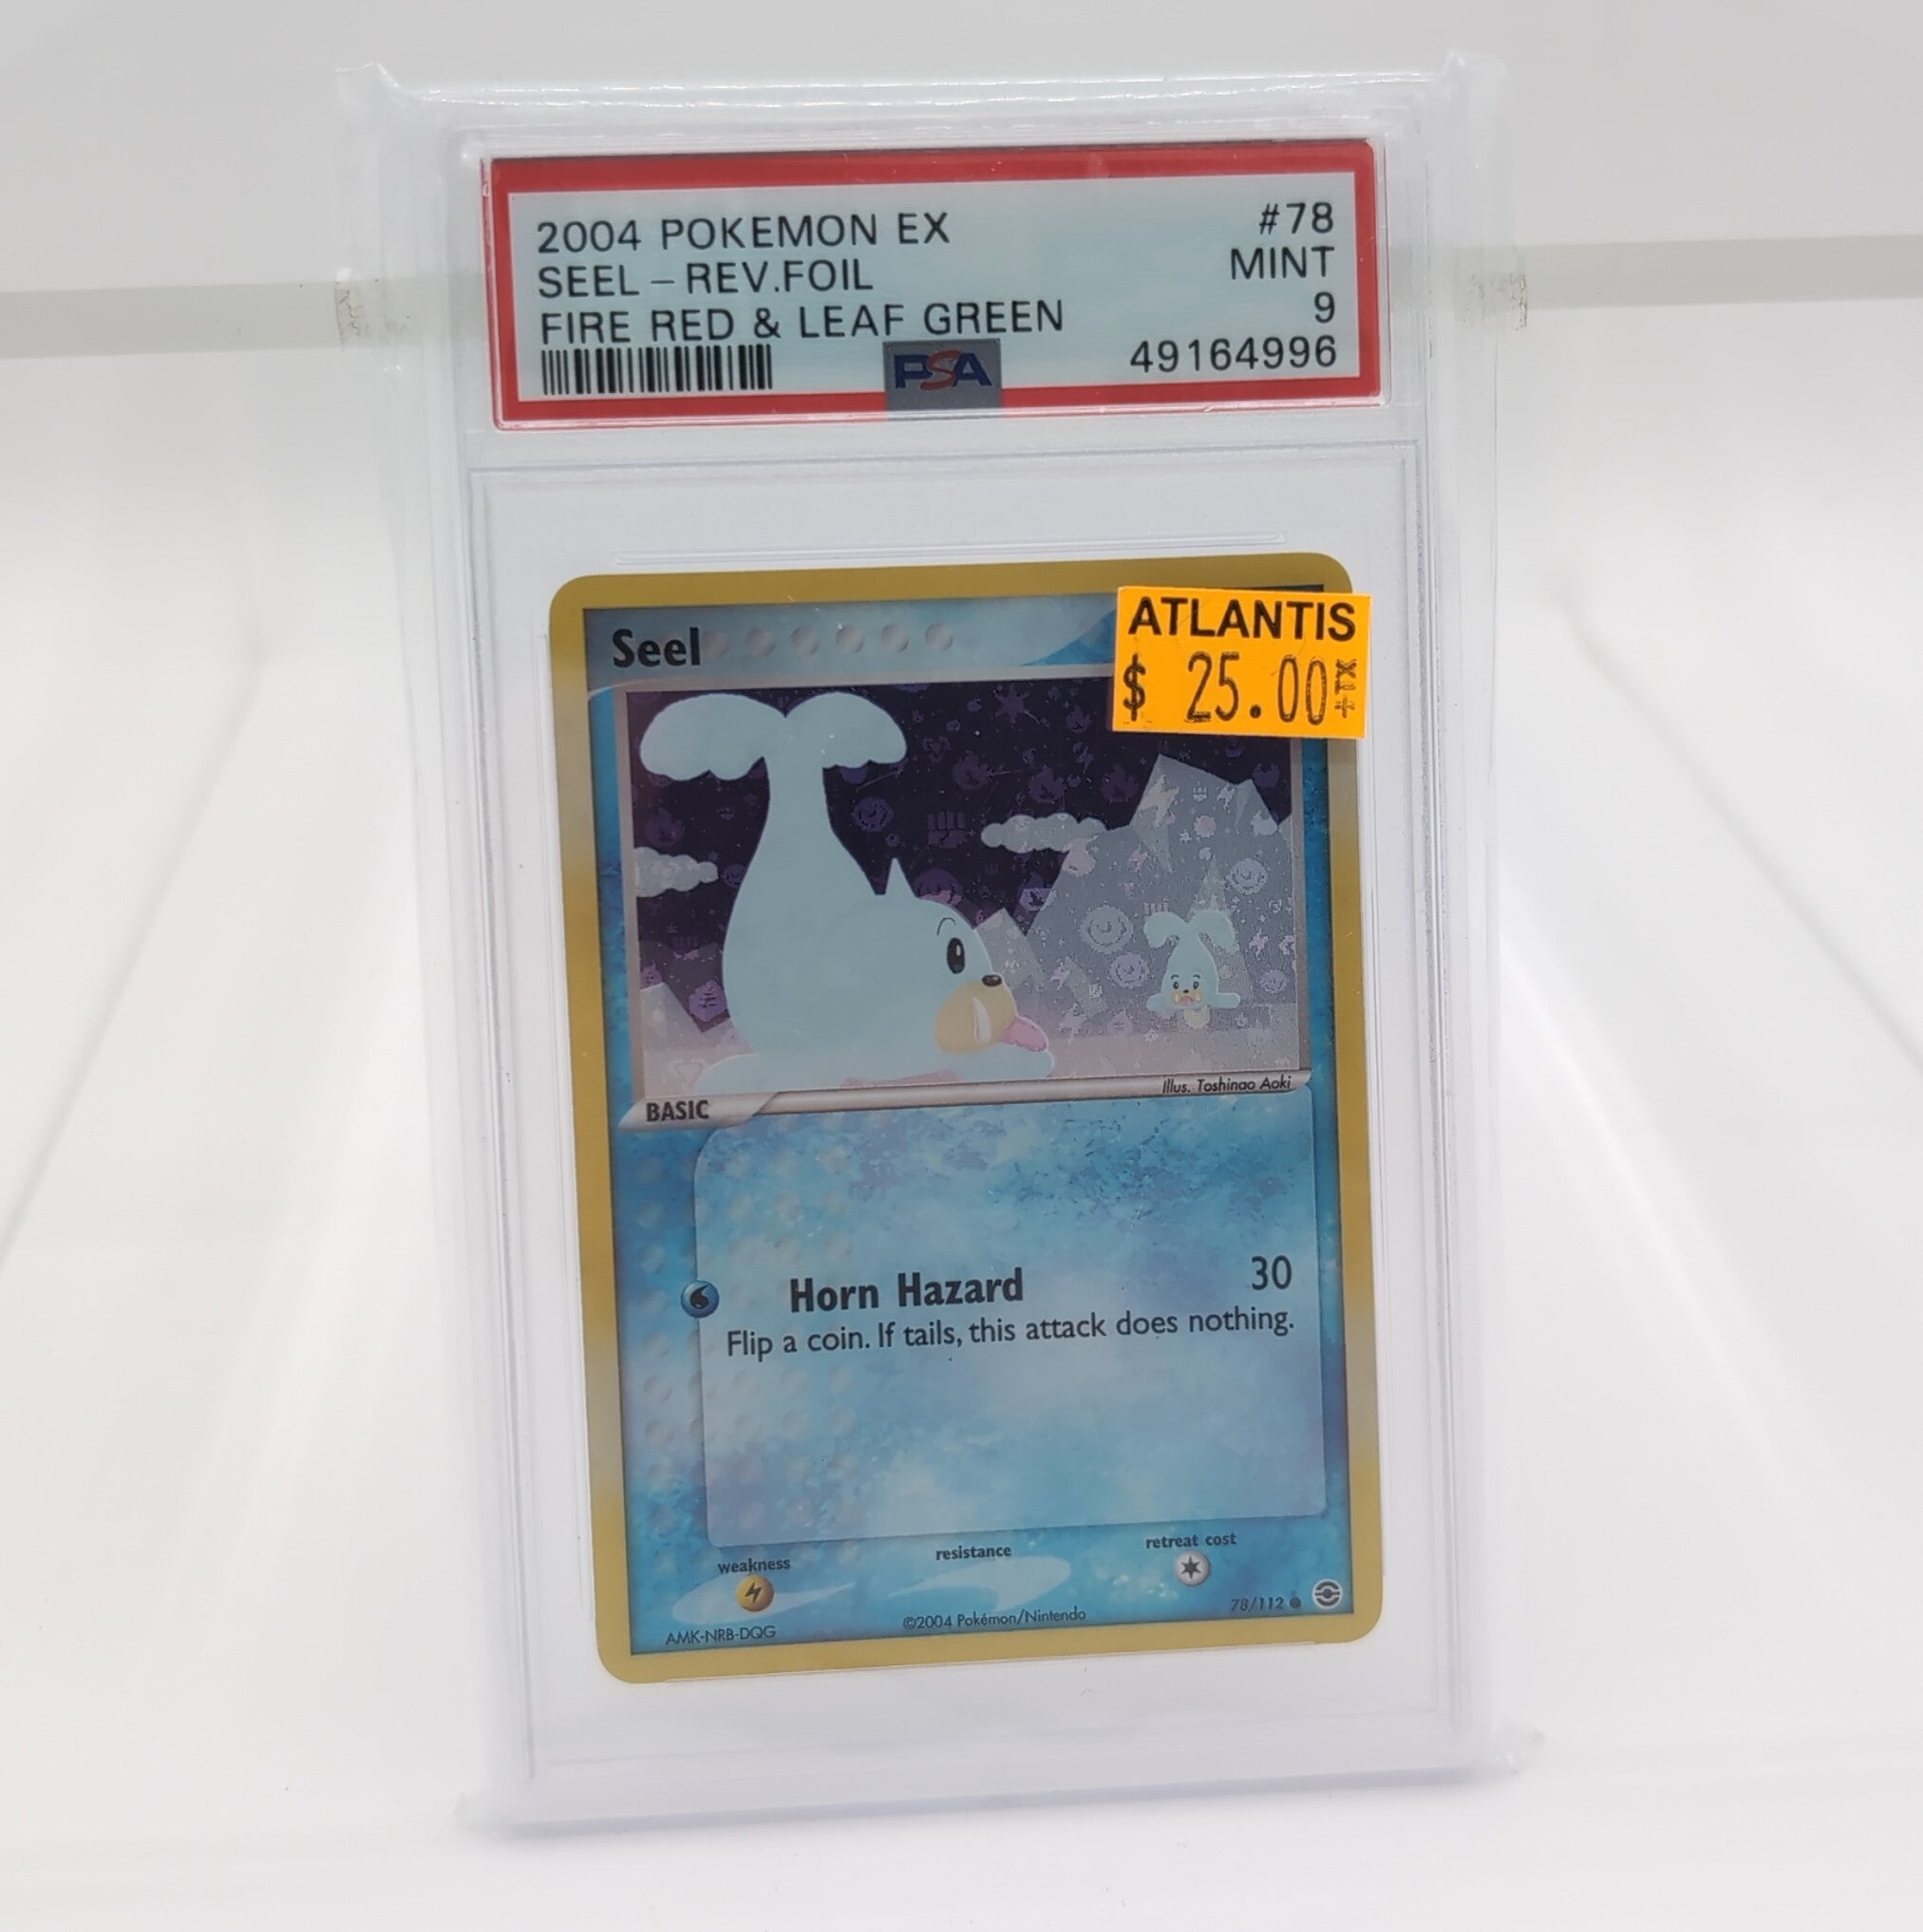 2004 POKEMON EX #78
SEEL - REV.FOIL MINT
FIRE RED & LEAF GREEN 9
PSA 49164996
Seel
ATLANTIS
$ 25.00 +TX
Illus. Toshinao Aoki
BASIC
Horn Hazard 30
Flip a coin. If tails, this attack does nothing.
weakness resistance retreat cost
©2004 Pokémon/Nintendo 78/112
AMK-NRB-DQG